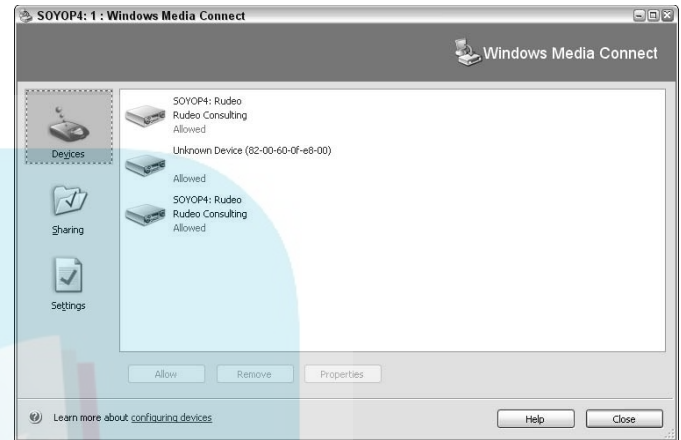 SOYOP4: 1 : Windows Media Connect
Windows Media Connect
Devices
Sharing
Settings
SOYOP4: Rudeo
Rudeo Consulting
Allowed
Unknown Device (82-00-60-0f-e8-00)
Allowed
SOYOP4: Rudeo
Rudeo Consulting
Allowed
Allow Remove Properties
Learn more about configuring devices
Help Close